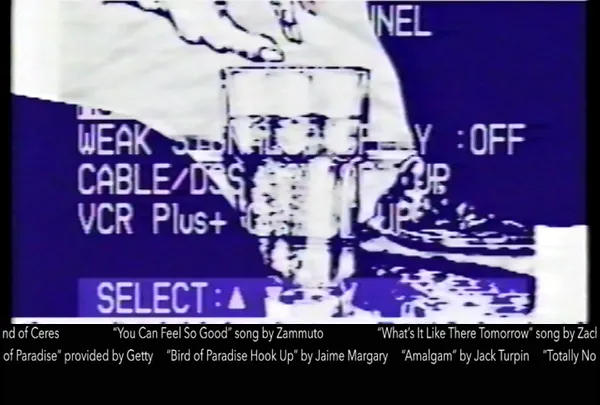 NNEL
WEAK :OFF
CABLE/DSS UP
VCR Plus+ UP
SELECT:▲
nd of Ceres "You Can Feel So Good" song by Zammuto "What's It Like There Tomorrow" song by Zacl
of Paradise" provided by Getty "Bird of Paradise Hook Up" by Jaime Margary "Amalgam" by Jack Turpin "Totally No